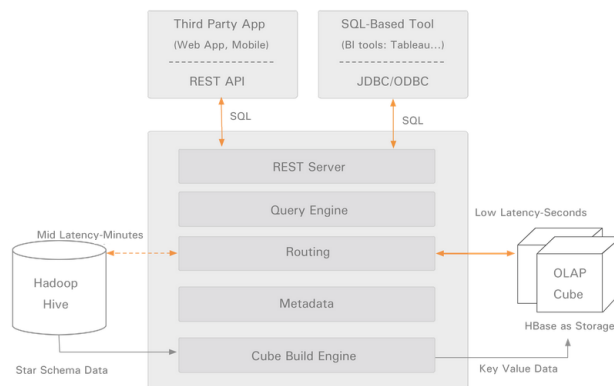 Third Party App
(Web App, Mobile)
REST API
SQL-Based Tool
(BI tools: Tableau...)
JDBC/ODBC
SQL
SQL
REST Server
Query Engine
Mid Latency-Minutes
Low Latency-Seconds
Routing
Hadoop
Hive
OLAP
Cube
Metadata
HBase as Storage
Cube Build Engine
Star Schema Data
Key Value Data